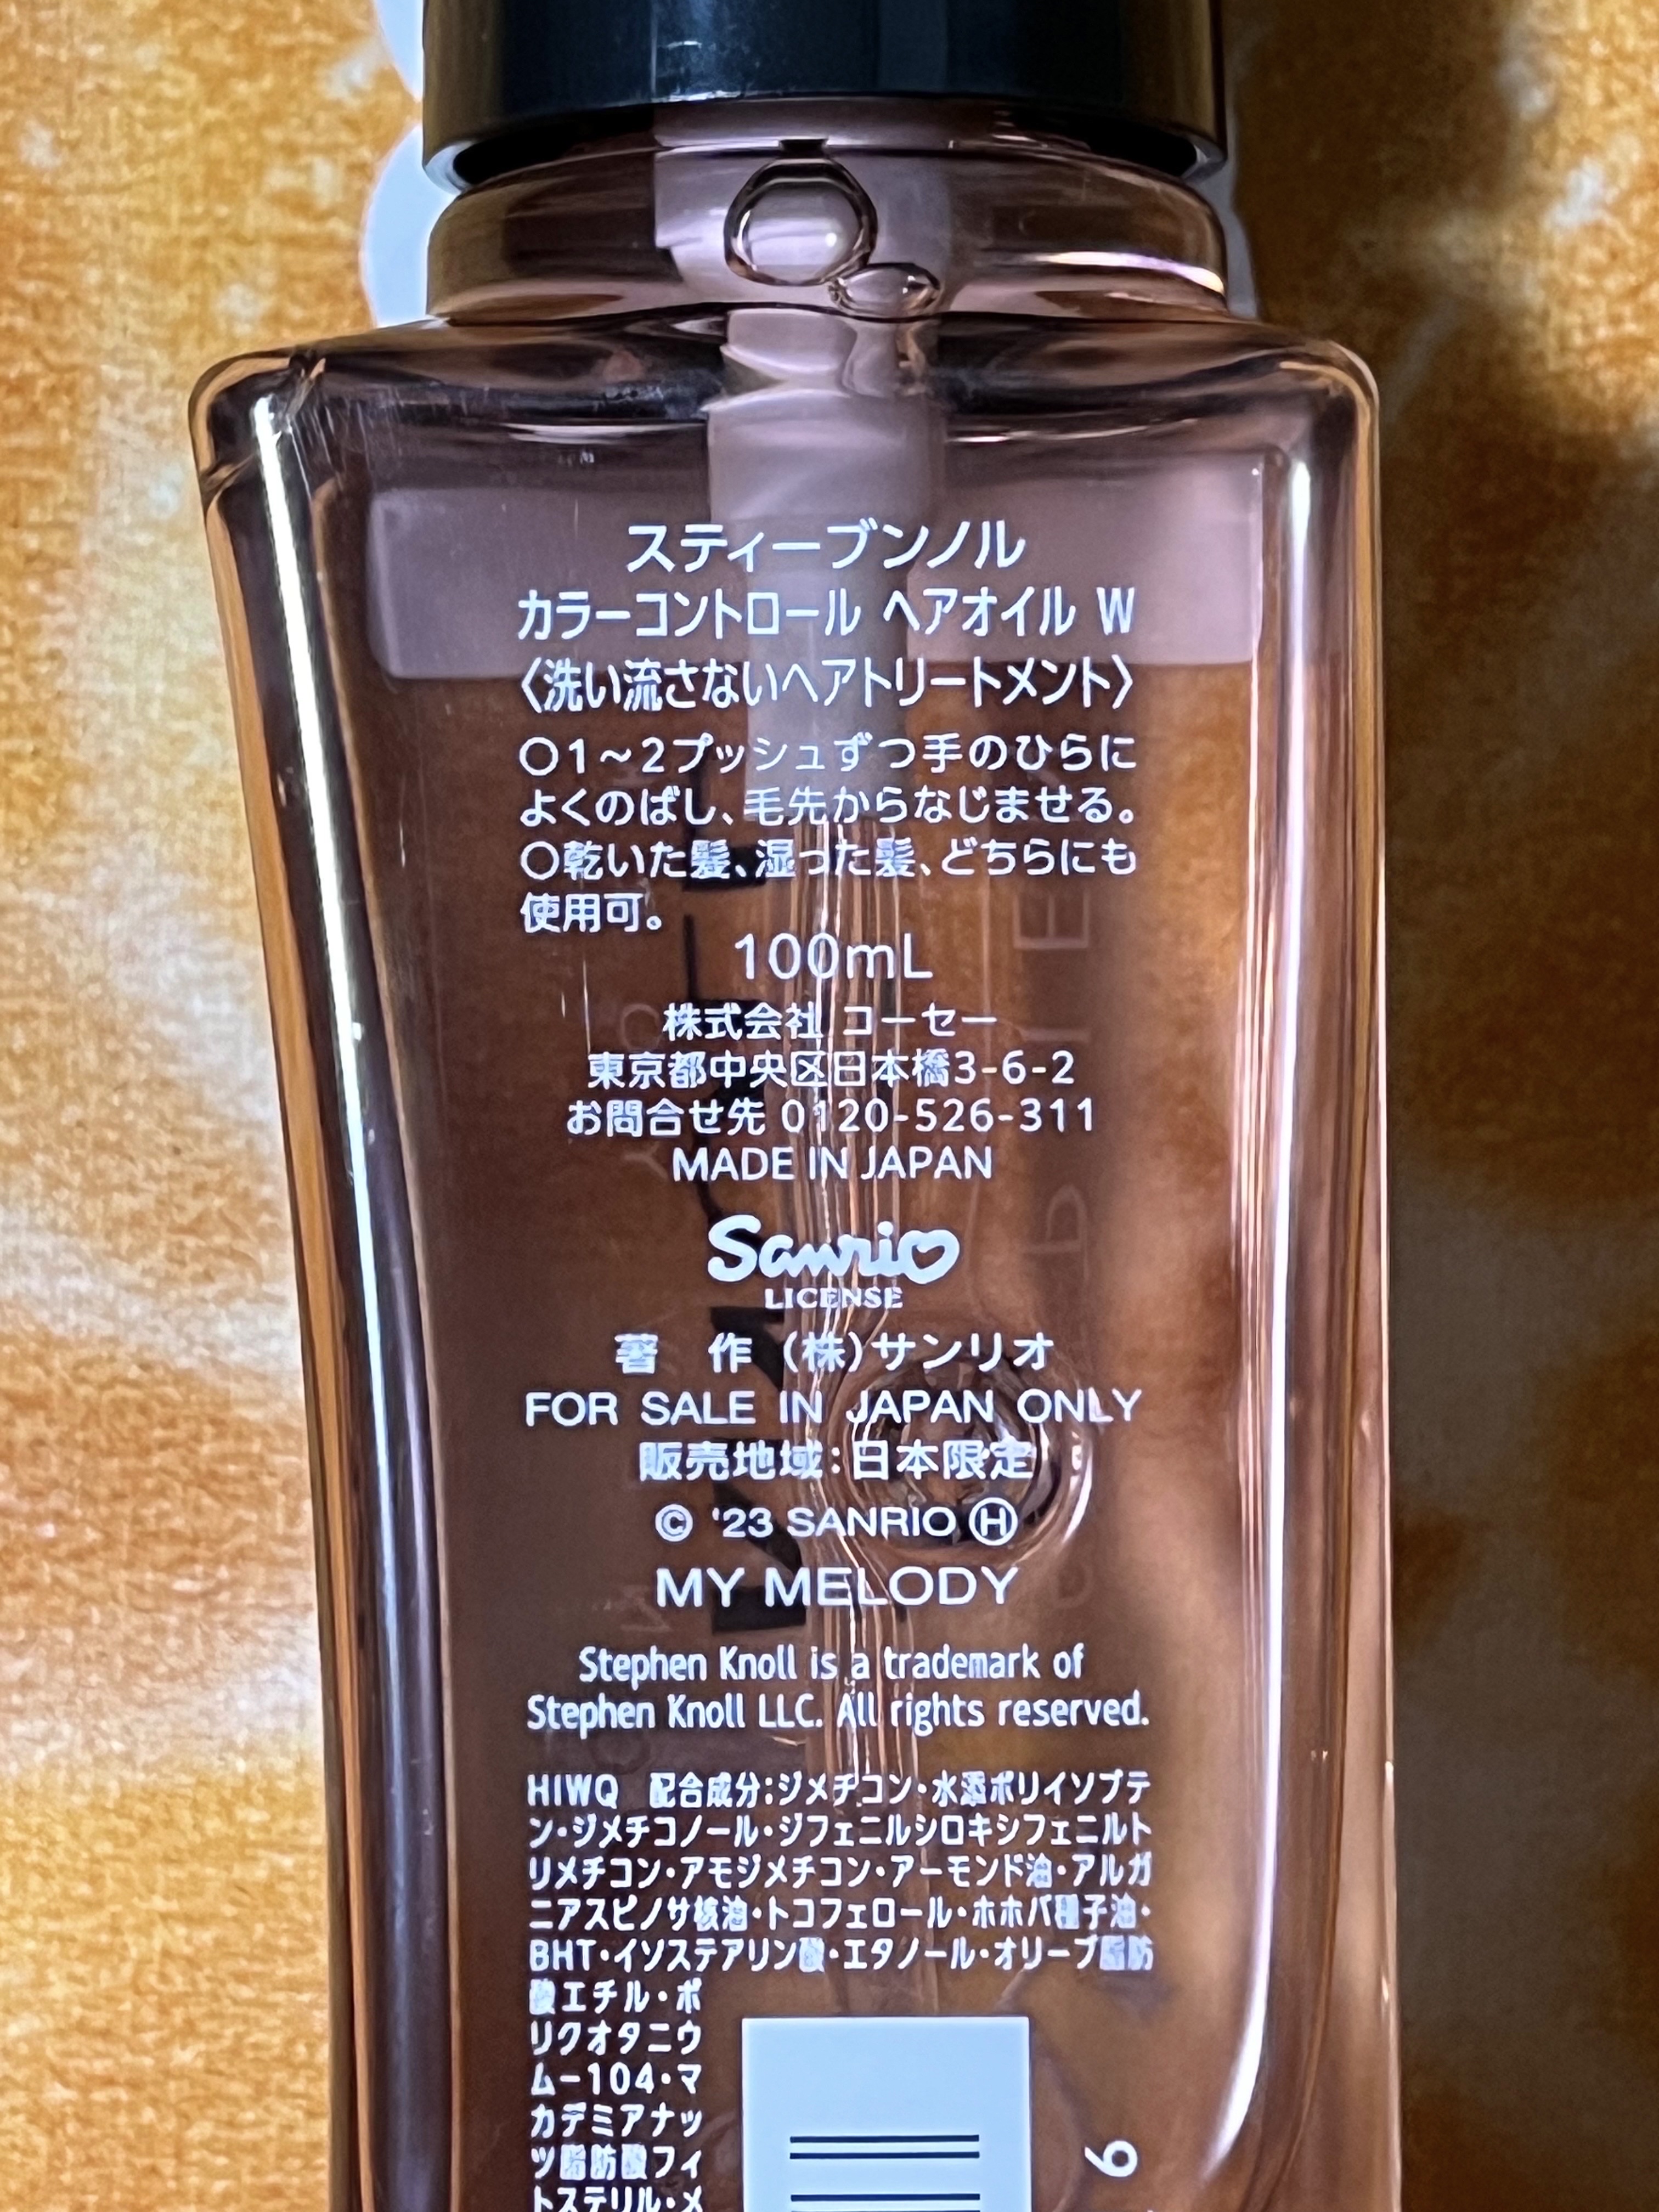 スティーブンノル
カラーコントロール ヘアオイル W
〈洗い流さないヘアトリートメント〉
○1～2プッシュずつ手のひらに
よくのばし、毛先からなじませる。
○乾いた髪、湿った髪、どちらにも
使用可。
100mL
株式会社 コーセー
東京都中央区日本橋3-6-2
お問合せ先 0120-526-311
MADE IN JAPAN
Sanrio
LICENSE
著　作 (株)サンリオ
FOR SALE IN JAPAN ONLY
販売地域：日本限定
© '23 SANRIO Ⓗ
MY MELODY
Stephen Knoll is a trademark of
Stephen Knoll LLC. All rights reserved.
HIWQ　配合成分：ジメチコン・水添ポリイソブテ
ン・ジメチコノール・ジフェニルシロキシフェニルト
リメチコン・アモジメチコン・アーモンド油・アルガ
ニアスピノサ核油・トコフェロール・ホホバ種子油・
BHT・イソステアリン酸・エタノール・オリーブ脂肪
酸エチル・ポ
リクオタニウ
ム-104・マ
カデミアナッ
ツ脂肪酸フィ
トステリル・メ
9